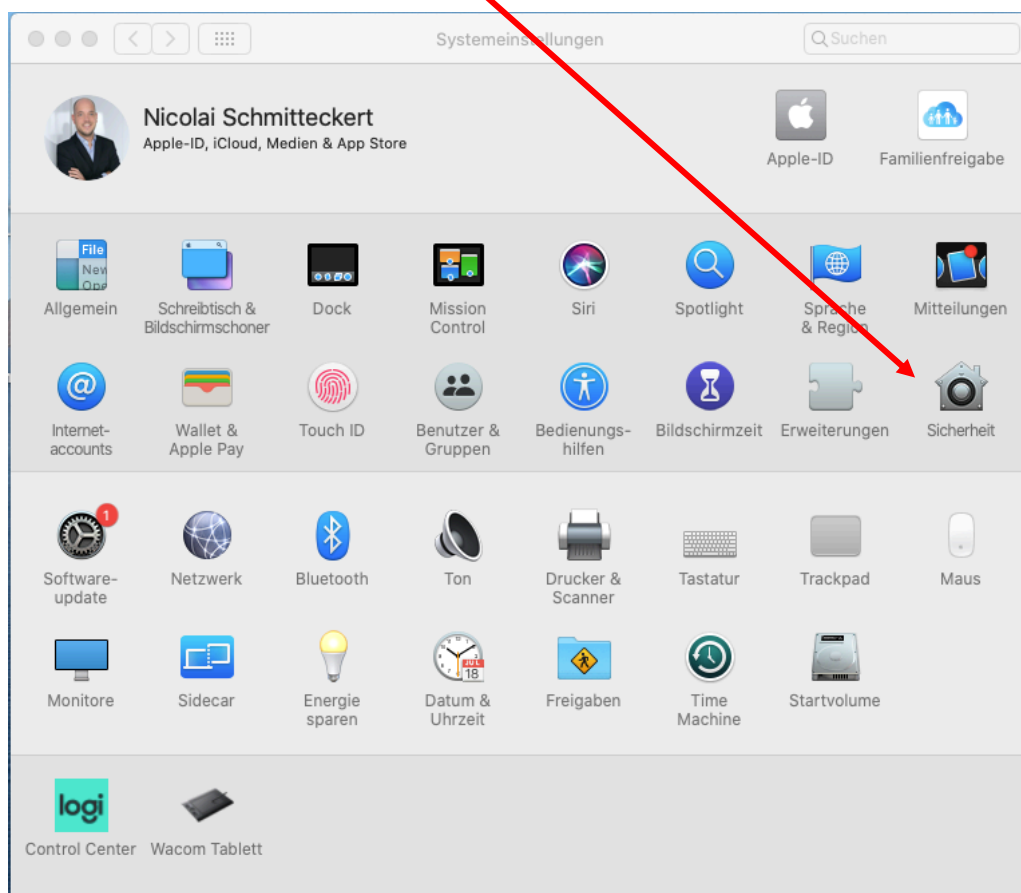 Systemeinstellungen
Suchen
Nicolai Schmitteckert
Apple-ID, iCloud, Medien & App Store
Apple-ID
Familienfreigabe
File
New
Ope
Allgemein
Schreibtisch &
Bildschirmschoner
Dock
Mission
Control
Siri
Spotlight
Sprache
& Region
Mitteilungen
@
Internet-
accounts
Wallet &
Apple Pay
Touch ID
Benutzer &
Gruppen
Bedienungs-
hilfen
Bildschirmzeit
Erweiterungen
Sicherheit
1
Software-
update
Netzwerk
Bluetooth
Ton
Drucker &
Scanner
Tastatur
Trackpad
Maus
Monitore
Sidecar
Energie
sparen
JUL
18
Datum &
Uhrzeit
Freigaben
Time
Machine
Startvolume
logi
Control Center
Wacom Tablett